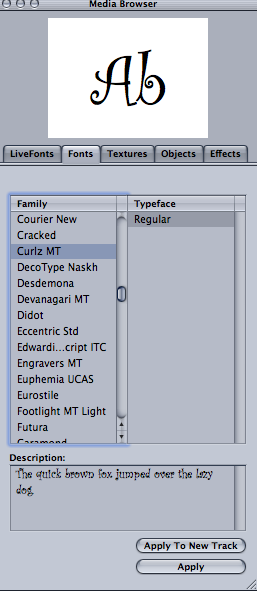 Media Browser
Ab
LiveFonts Fonts Textures Objects Effects
Family Typeface
Courier New Regular
Cracked
Curlz MT
DecoType Naskh
Desdemona
Devanagari MT
Didot
Eccentric Std
Edwardi...cript ITC
Engravers MT
Euphemia UCAS
Eurostile
Footlight MT Light
Futura
Garamond
Description:
The quick brown fox jumped over the lazy
dog.
Apply To New Track
Apply